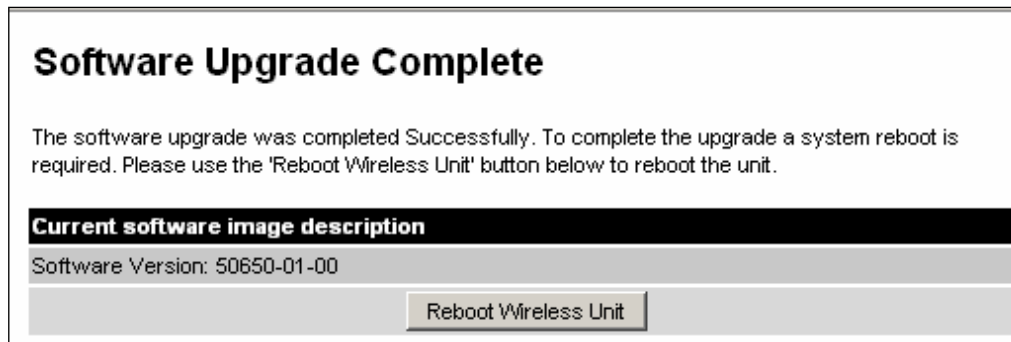 Software Upgrade Complete
The software upgrade was completed Successfully. To complete the upgrade a system reboot is
required. Please use the 'Reboot Wireless Unit' button below to reboot the unit.
Current software image description
Software Version: 50650-01-00
Reboot Wireless Unit